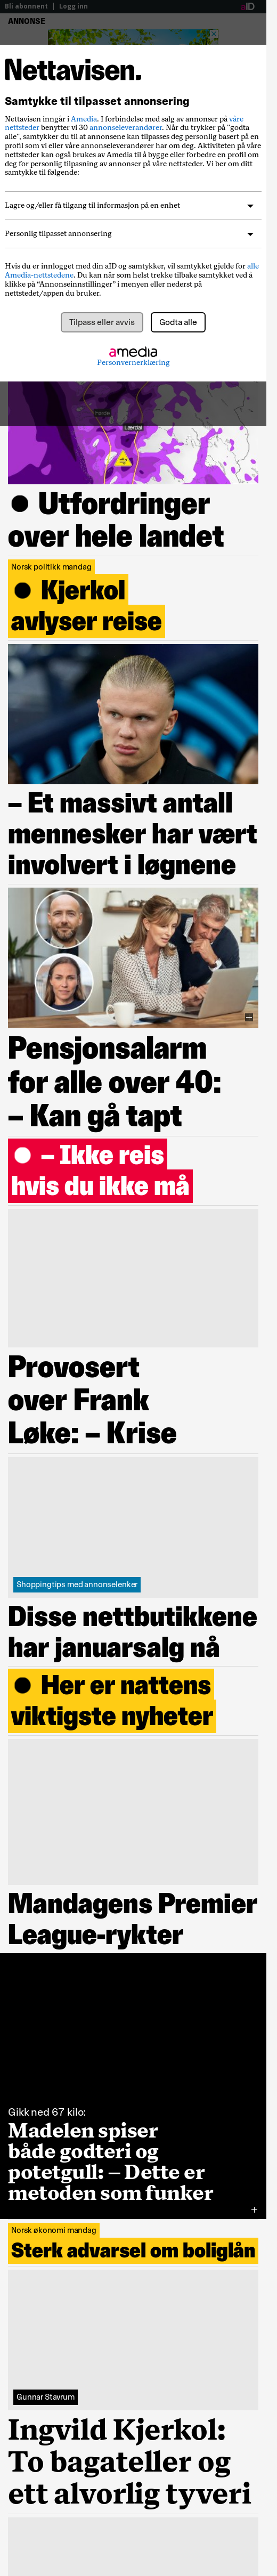 Bli abonnent | Logg inn
aID
ANNONSE
Nettavisen.
Samtykke til tilpasset annonsering
Nettavisen inngår i Amedia. I forbindelse med salg av annonser på våre
nettsteder benytter vi 30 annonseleverandører. Når du trykker på "godta
alle", samtykker du til at annonsene kan tilpasses deg personlig basert på en
profil som vi eller våre annonseleverandører har om deg. Aktiviteten på våre
nettsteder kan også brukes av Amedia til å bygge eller forbedre en profil om
deg for personlig tilpasning av annonser på våre nettsteder. Vi ber om ditt
samtykke til følgende:
Lagre og/eller få tilgang til informasjon på en enhet
Personlig tilpasset annonsering
Hvis du er innlogget med din aID og samtykker, vil samtykket gjelde for alle
Amedia-nettstedene. Du kan når som helst trekke tilbake samtykket ved å
klikke på “Annonseinnstillinger” i menyen eller nederst på
nettstedet/appen du bruker.
Tilpass eller avvis
Godta alle
amedia
Personvernerklæring
Lærdal
● Utfordringer
over hele landet
Norsk politikk mandag
● Kjerkol
avlyser reise
– Et massivt antall
mennesker har vært
involvert i løgnene
Pensjonsalarm
for alle over 40:
– Kan gå tapt
● – Ikke reis
hvis du ikke må
Provosert
over Frank
Løke: – Krise
Shoppingtips med annonselenker
Disse nettbutikkene
har januarsalg nå
● Her er nattens
viktigste nyheter
Mandagens Premier
League-rykter
Gikk ned 67 kilo:
Madelen spiser
både godteri og
potetgull: – Dette er
metoden som funker
Norsk økonomi mandag
Sterk advarsel om boliglån
Gunnar Stavrum
Ingvild Kjerkol:
To bagateller og
ett alvorlig tyveri